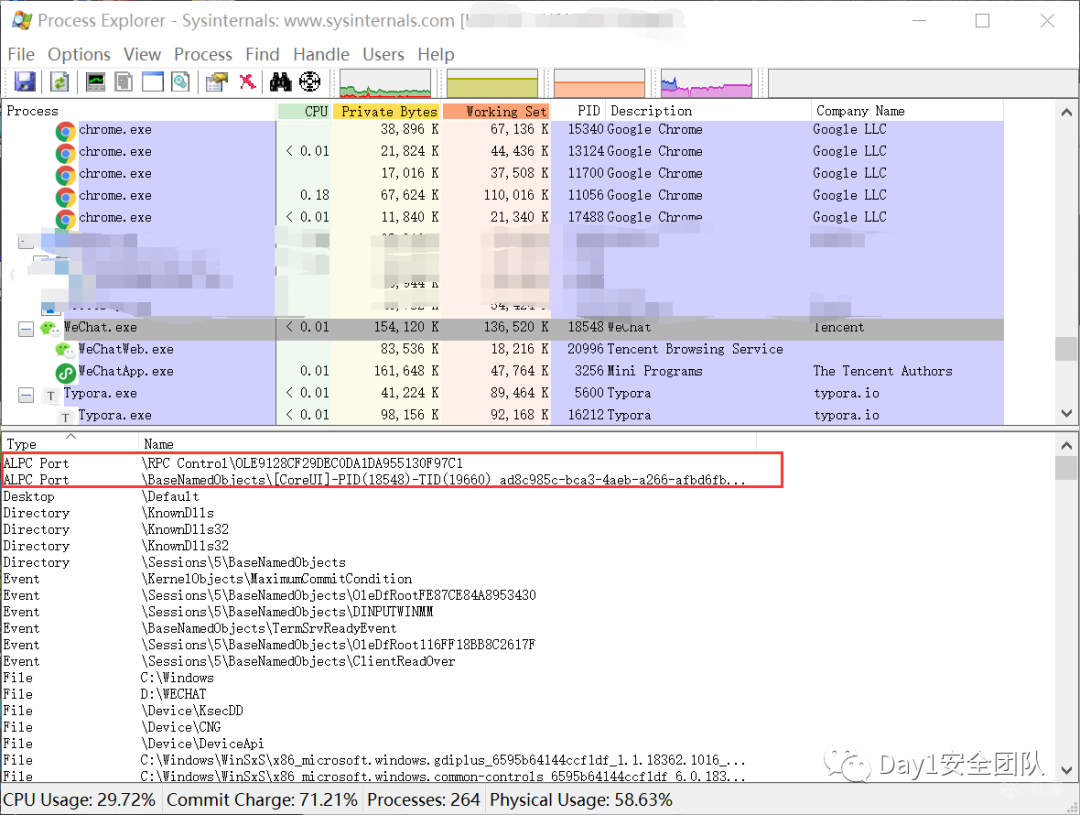 Process Explorer - Sysinternals: www.sysinternals.com [
File Options View Process Find Handle Users Help
Process CPU Private Bytes Working Set PID Description Company Name
chrome.exe 38,896 K 67,136 K 15340 Google Chrome Google LLC
chrome.exe < 0.01 21,824 K 44,436 K 13124 Google Chrome Google LLC
chrome.exe 17,016 K 37,508 K 11700 Google Chrome Google LLC
chrome.exe 0.18 67,624 K 110,016 K 11056 Google Chrome Google LLC
chrome.exe < 0.01 11,840 K 21,340 K 17488 Google Chrome Google LLC
WeChat.exe < 0.01 154,120 K 136,520 K 18548 WeChat Tencent
WeChatWeb.exe 83,536 K 18,216 K 20996 Tencent Browsing Service
WeChatApp.exe 0.01 161,648 K 47,764 K 3256 Mini Programs The Tencent Authors
Typora.exe < 0.01 41,224 K 89,464 K 5600 Typora typora.io
Typora.exe < 0.01 98,156 K 92,168 K 16212 Typora typora.io
Type Name
ALPC Port \RPC Control\OLE9128CF29DEC0DA1DA955130F97C1
ALPC Port \BaseNamedObjects\[CoreUI]-PID(18548)-TID(19660) ad8c985c-bca3-4aeb-a266-afbd6fb...
Desktop \Default
Directory \KnownDlls
Directory \KnownDlls32
Directory \KnownDlls32
Directory \Sessions\5\BaseNamedObjects
Event \KernelObjects\MaximumCommitCondition
Event \Sessions\5\BaseNamedObjects\OleDfRootFE87CE84A8953430
Event \Sessions\5\BaseNamedObjects\DINPUTWINMM
Event \BaseNamedObjects\TermSrvReadyEvent
Event \Sessions\5\BaseNamedObjects\OleDfRoot116FF18BB8C2617F
Event \Sessions\5\BaseNamedObjects\ClientReadOver
File C:\Windows
File D:\WECHAT
File \Device\KsecDD
File \Device\CNG
File \Device\DeviceApi
File C:\Windows\WinSxS\x86_microsoft.windows.gdiplus_6595b64144ccf1df_1.1.18362.1016_...
File C:\Windows\WinSxS\x86_microsoft.windows.common-controls_6595b64144ccf1df_6.0.183...
Day1安全团队
CPU Usage: 29.72% Commit Charge: 71.21% Processes: 264 Physical Usage: 58.63%